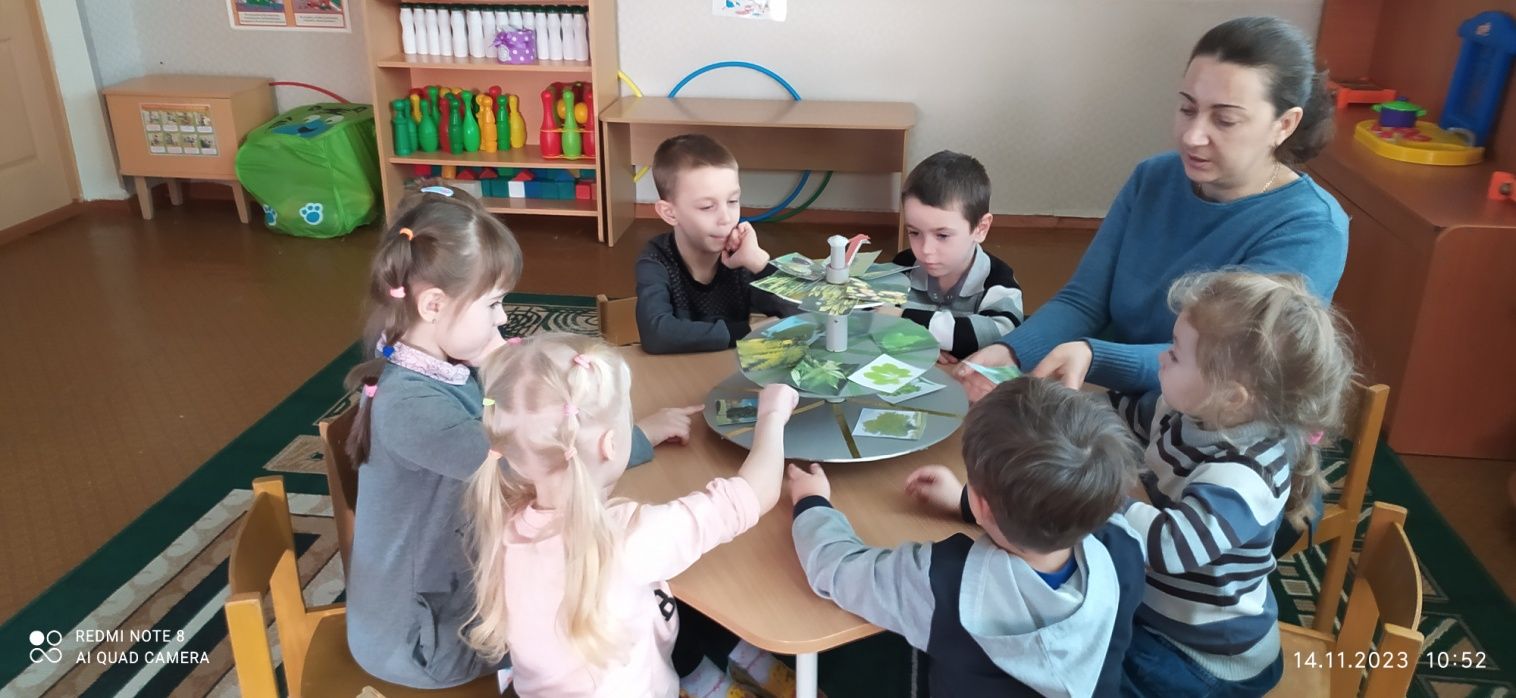 REDMI NOTE 8
AI QUAD CAMERA
14.11.2023 10:52